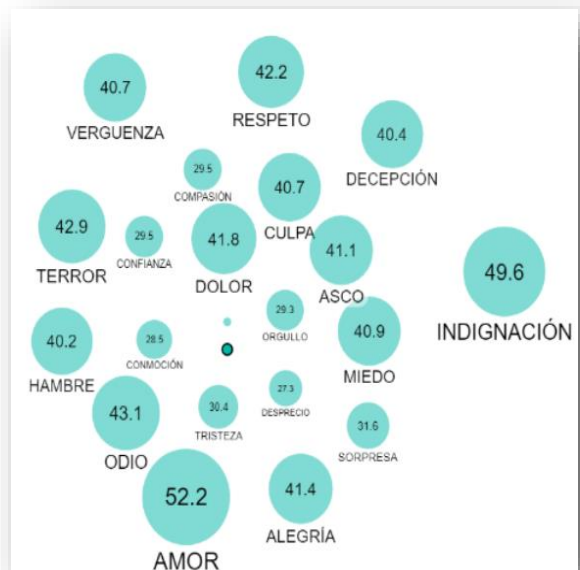 42.2
RESPETO
40.7
VERGUENZA
40.4
DECEPCIÓN
29.5
COMPASIÓN
40.7
CULPA
42.9
TERROR
29.5
CONFIANZA
41.8
DOLOR
41.1
ASCO
49.6
INDIGNACIÓN
29.3
ORGULLO
40.9
MIEDO
40.2
HAMBRE
28.5
CONMOCIÓN
27.3
DESPRECIO
30.4
TRISTEZA
43.1
ODIO
31.6
SORPRESA
41.4
ALEGRÍA
52.2
AMOR